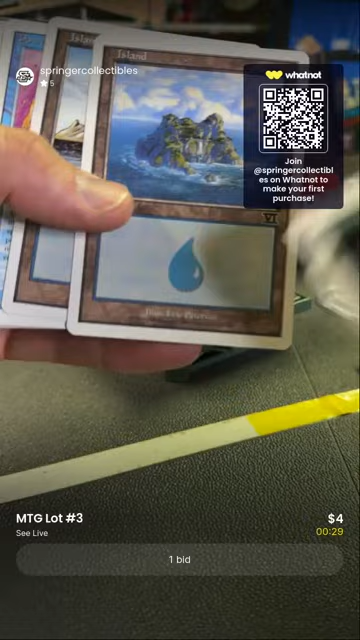 Island
Island
springercollectibles
5
whatnot
Join
@springercollectibl
es on Whatnot to
make your first
purchase!
VI
MTG Lot #3
$4
See Live
00:29
1 bid